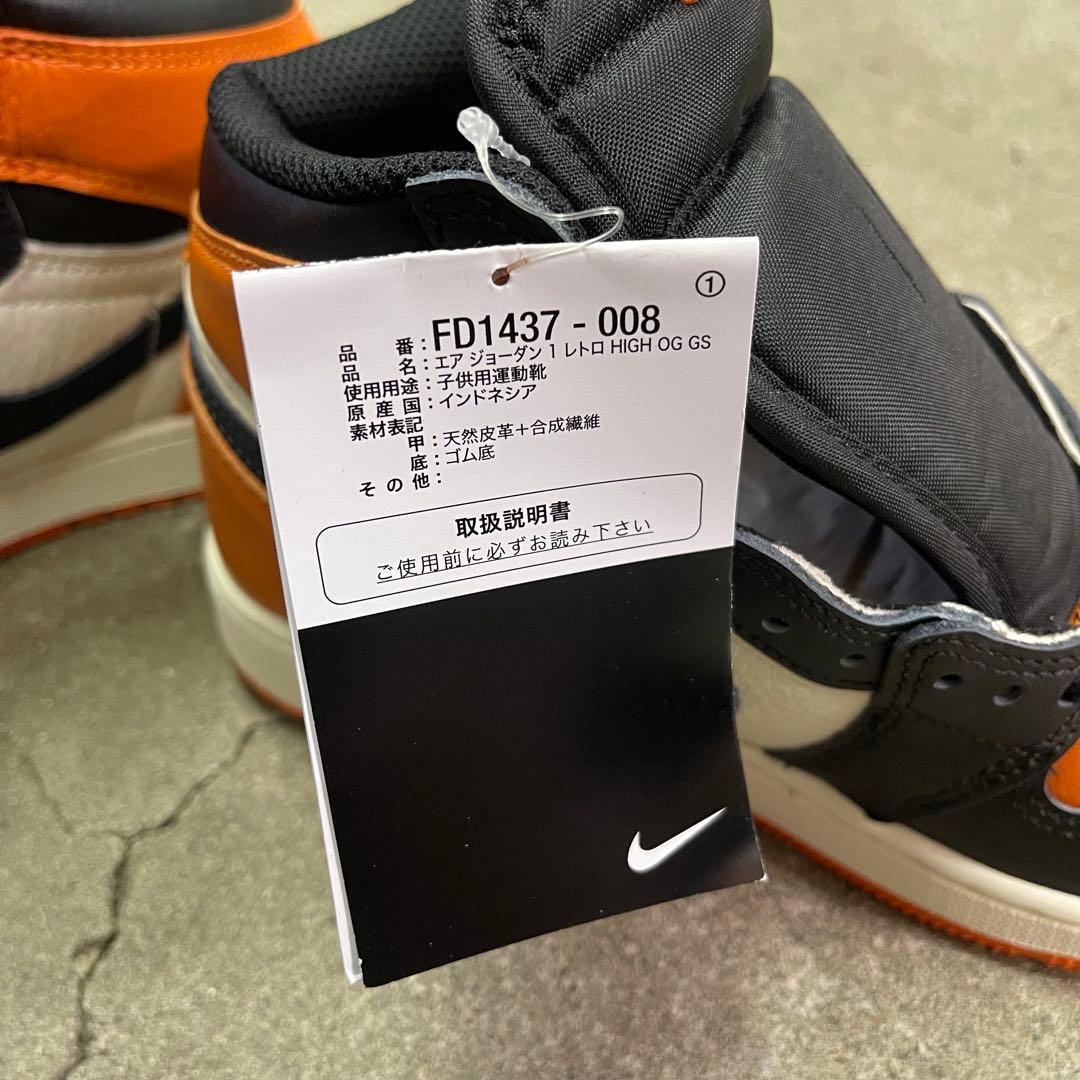 ①
品番：FD1437 - 008
品名：エア ジョーダン 1 レトロ HIGH OG GS
使用用途：子供用運動靴
原産国：インドネシア
素材表記
甲：天然皮革＋合成繊維
底：ゴム底
その他：
取扱説明書
ご使用前に必ずお読み下さい